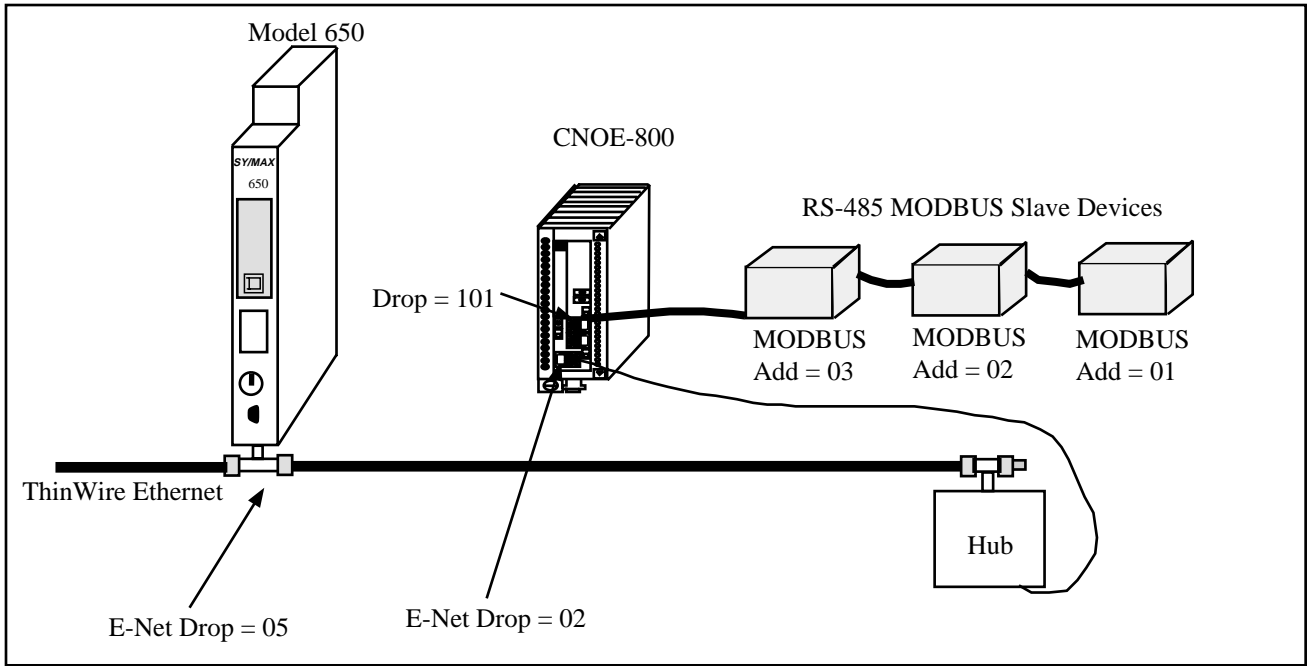 Model 650
SY/MAX
650
CNOE-800
RS-485 MODBUS Slave Devices
Drop = 101
MODBUS
Add = 03
MODBUS
Add = 02
MODBUS
Add = 01
ThinWire Ethernet
Hub
E-Net Drop = 05
E-Net Drop = 02